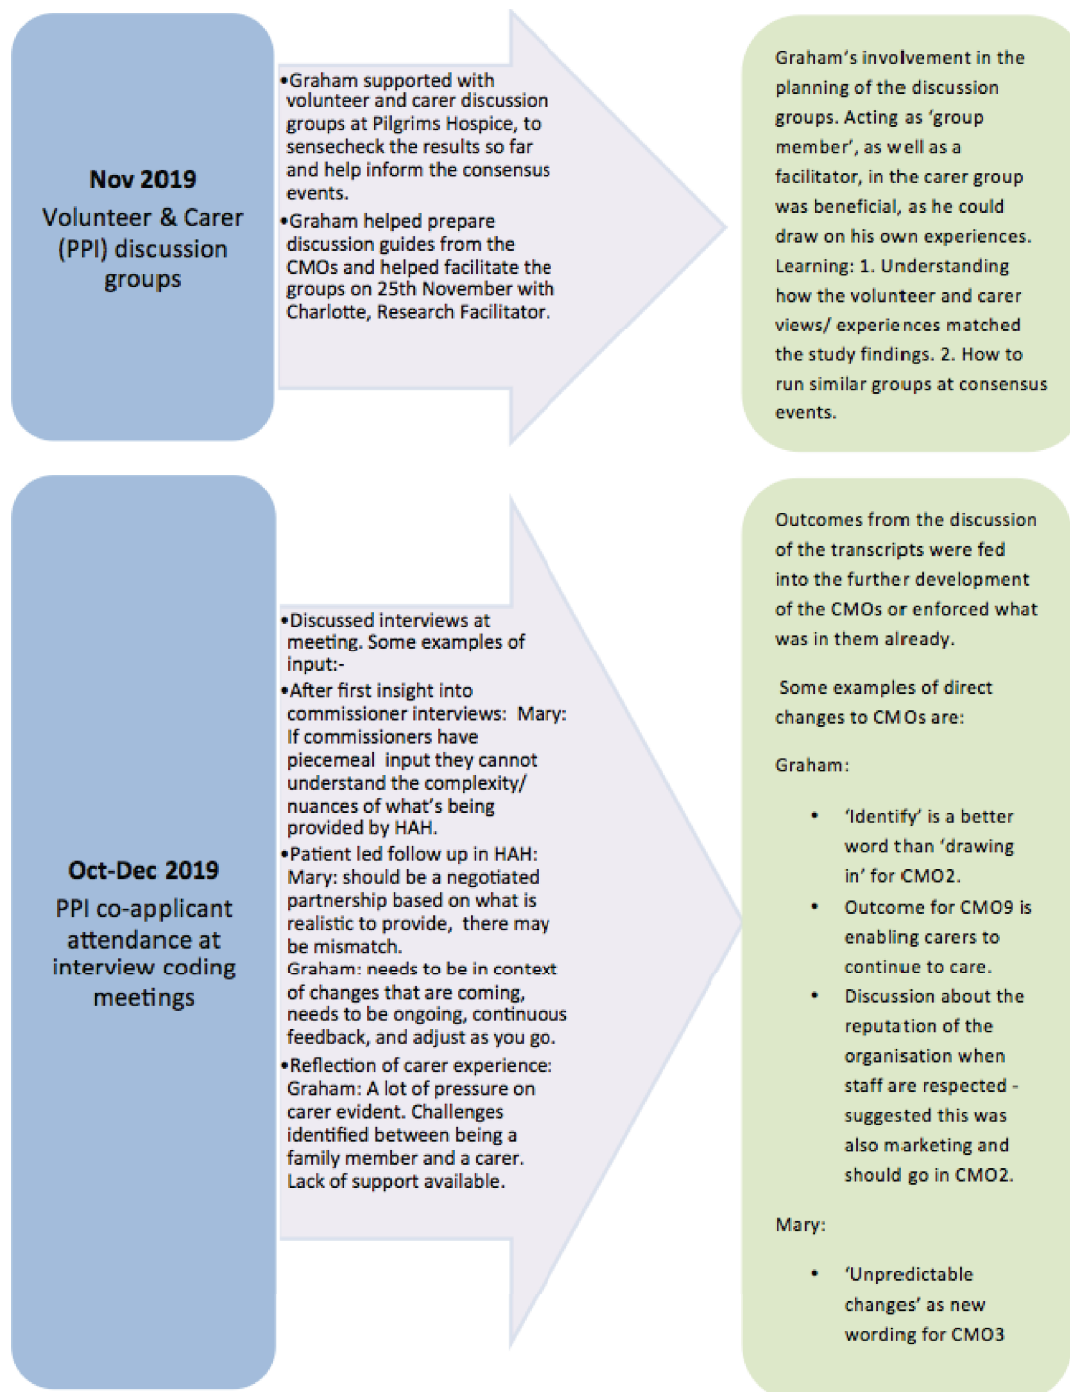 Nov 2019
Volunteer & Carer
(PPI) discussion
groups
•Graham supported with
volunteer and carer discussion
groups at Pilgrims Hospice, to
sensecheck the results so far
and help inform the consensus
events.
•Graham helped prepare
discussion guides from the
CMOs and helped facilitate the
groups on 25th November with
Charlotte, Research Facilitator.
Graham's involvement in the
planning of the discussion
groups. Acting as ‘group
member’, as well as a
facilitator, in the carer group
was beneficial, as he could
draw on his own experiences.
Learning: 1. Understanding
how the volunteer and carer
views/ experiences matched
the study findings. 2. How to
run similar groups at consensus
events.
Oct-Dec 2019
PPI co-applicant
attendance at
interview coding
meetings
•Discussed interviews at
meeting. Some examples of
input:-
•After first insight into
commissioner interviews:  Mary:
If commissioners have
piecemeal  input they cannot
understand the complexity/
nuances of what's being
provided by HAH.
•Patient led follow up in HAH:
Mary: should be a negotiated
partnership based on what is
realistic to provide,  there may
be mismatch.
Graham: needs to be in context
of changes that are coming,
needs to be ongoing, continuous
feedback, and adjust as you go.
•Reflection of carer experience:
Graham: A lot of pressure on
carer evident. Challenges
identified between being a
family member and a carer.
Lack of support available.
Outcomes from the discussion
of the transcripts were fed
into the further development
of the CMOs or enforced what
was in them already.
Some examples of direct
changes to CMOs are:
Graham:
• ‘Identify’ is a better
word than ‘drawing
in’ for CMO2.
• Outcome for CMO9 is
enabling carers to
continue to care.
• Discussion about the
reputation of the
organisation when
staff are respected -
suggested this was
also marketing and
should go in CMO2.
Mary:
• ‘Unpredictable
changes’ as new
wording for CMO3